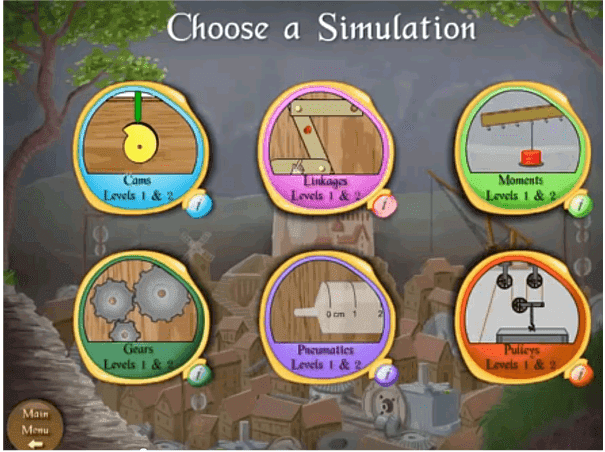 Choose a Simulation
Cams
Levels 1 & 2
i
Linkages
Levels 1 & 2
i
Moments
Levels 1 & 2
i
Gears
Levels 1 & 2
i
0 cm 1 2
Pneumatics
Levels 1 & 2
i
Pulleys
Levels 1 & 2
i
Main
Menu